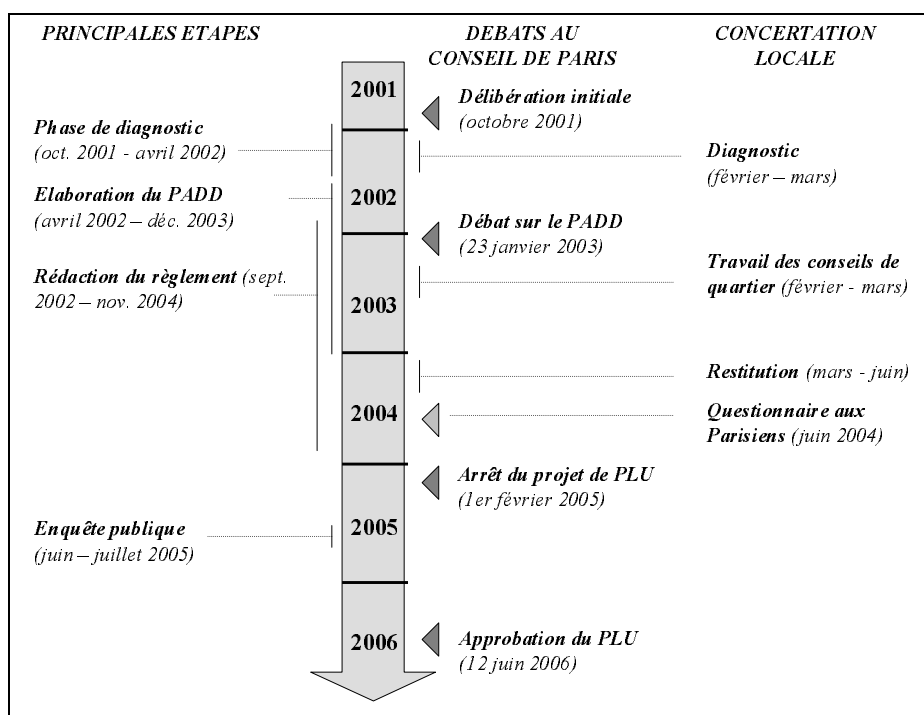 PRINCIPALES ETAPES
DEBATS AU
CONSEIL DE PARIS
CONCERTATION
LOCALE
2001
Délibération initiale
(octobre 2001)
Phase de diagnostic
(oct. 2001 - avril 2002)
Diagnostic
(février – mars)
2002
Elaboration du PADD
(avril 2002 – déc. 2003)
Débat sur le PADD
(23 janvier 2003)
Rédaction du règlement (sept.
2002 – nov. 2004)
Travail des conseils de
quartier (février - mars)
2003
Restitution (mars - juin)
2004
Questionnaire aux
Parisiens (juin 2004)
Arrêt du projet de PLU
(1er février 2005)
Enquête publique
(juin – juillet 2005)
2005
2006
Approbation du PLU
(12 juin 2006)